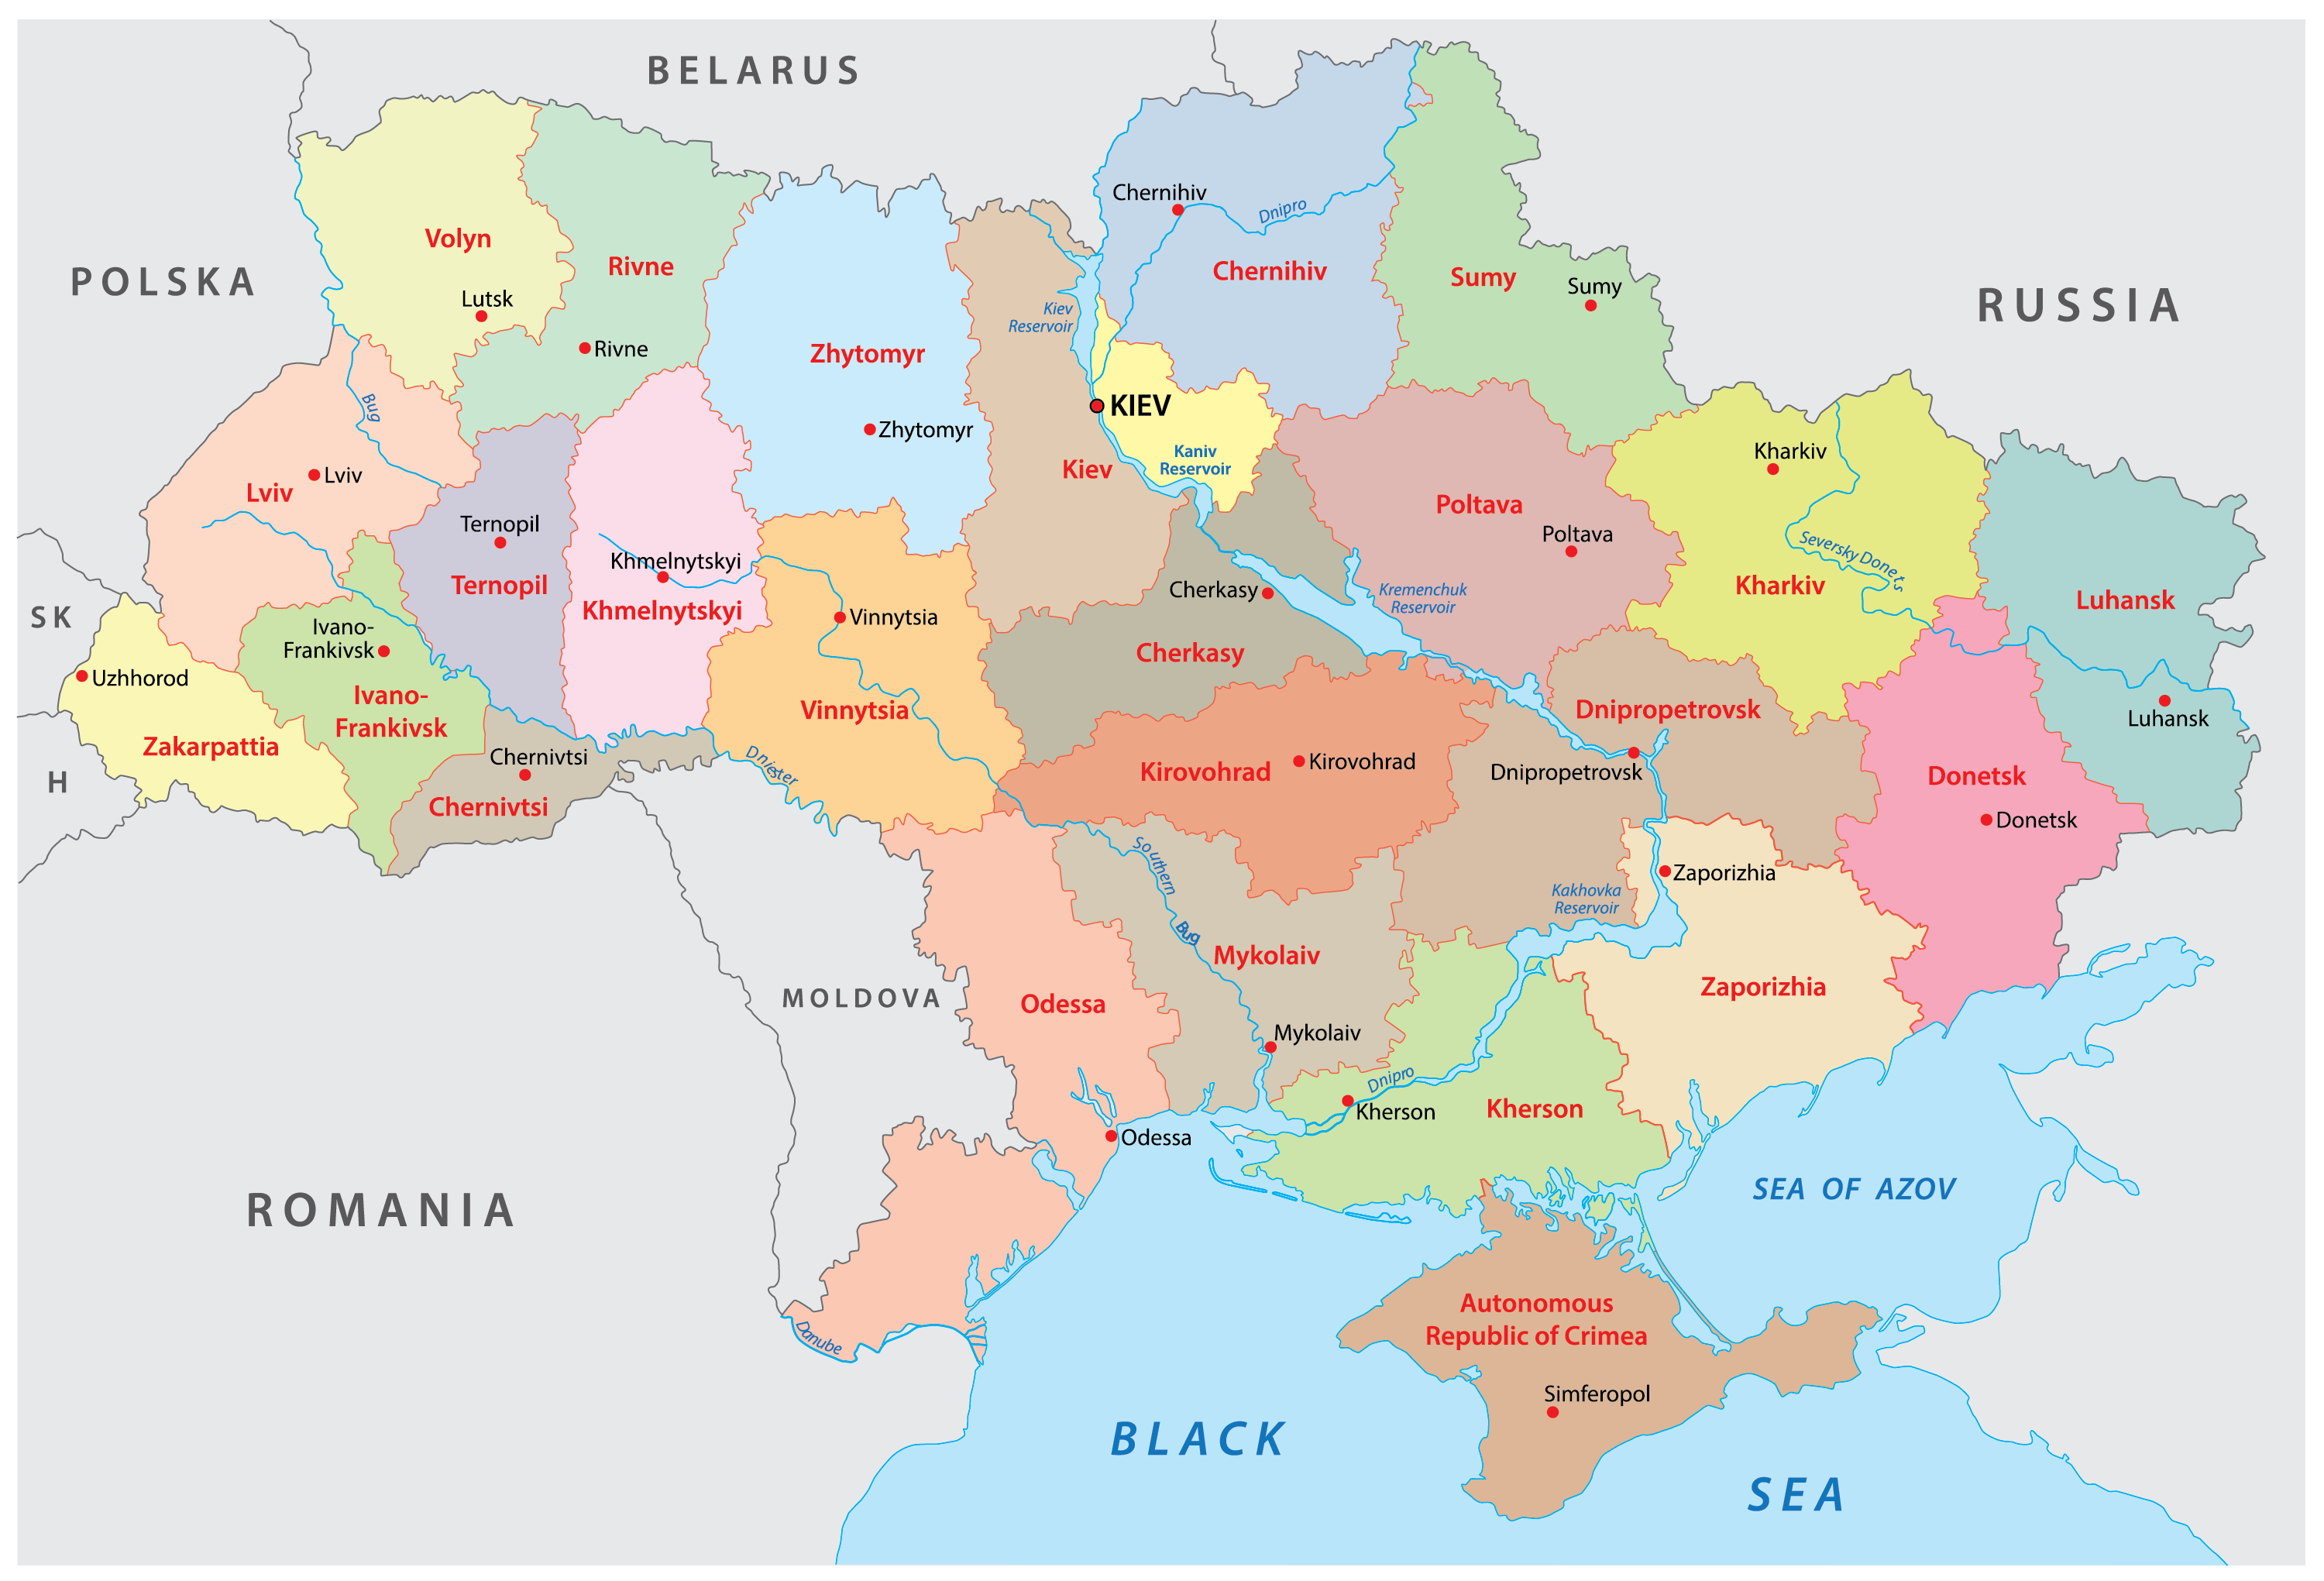 BELARUS
POLSKA
RUSSIA
SK
H
ROMANIA
MOLDOVA
BLACK
SEA
SEA OF AZOV
Volyn
Lutsk
Rivne
Rivne
Zhytomyr
Zhytomyr
Kiev
Reservoir
Chernihiv
Dnipro
Chernihiv
Sumy
Sumy
KIEV
Kaniv
Reservoir
Kiev
Bug
Lviv
Lviv
Ternopil
Ternopil
Khmelnytskyi
Khmelnytskyi
Vinnytsia
Vinnytsia
Poltava
Poltava
Kharkiv
Seversky Donets
Kharkiv
Luhansk
Luhansk
Cherkasy
Cherkasy
Kremenchuk
Reservoir
Ivano-
Frankivsk
Ivano-
Frankivsk
Uzhhorod
Zakarpattia
Chernivtsi
Chernivtsi
Dniester
Kirovohrad
Kirovohrad
Dnipropetrovsk
Dnipropetrovsk
Donetsk
Donetsk
Zaporizhia
Kakhovka
Reservoir
Zaporizhia
Southern
Bug
Mykolaiv
Mykolaiv
Odessa
Odessa
Dnipro
Kherson
Kherson
Danube
Autonomous
Republic of Crimea
Simferopol